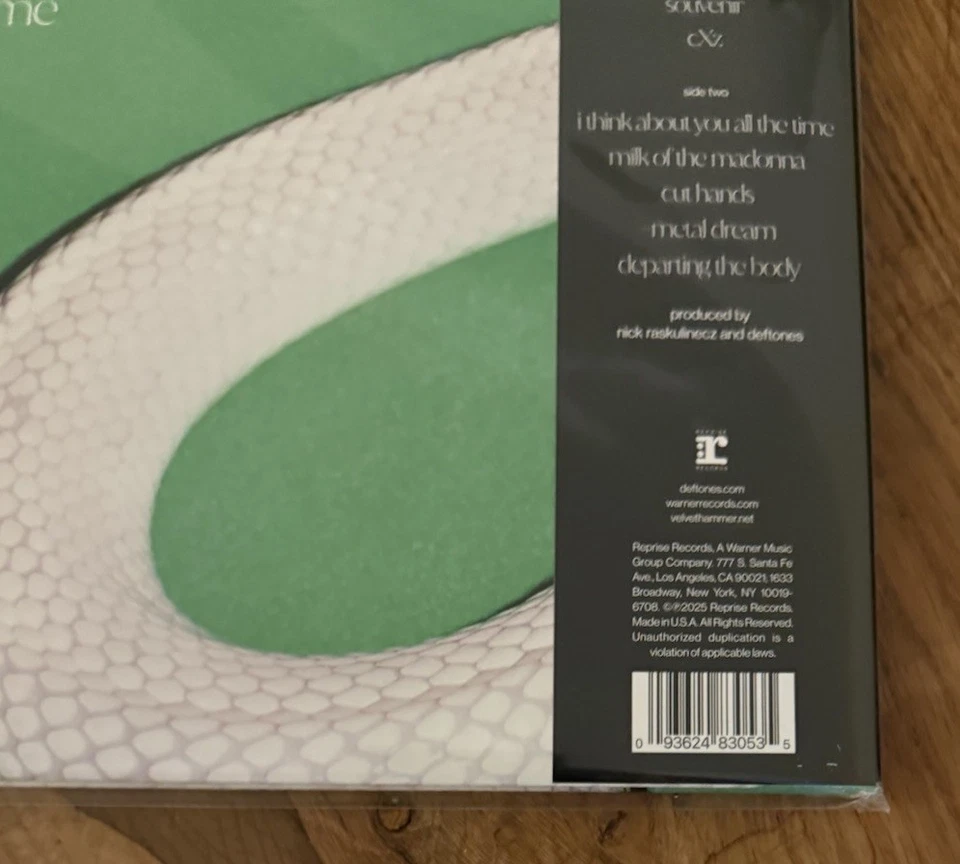 me
souvenir
cXz
side two
i think about you all the time
milk of the madonna
cut hands
~metal dream
departing the body
produced by
nick raskulinecz and deftones
REPRISE
r
RECORDS
deftones.com
warnerrecords.com
velvethammer.net
Reprise Records, A Warner Music
Group Company. 777 S. Santa Fe
Ave., Los Angeles, CA 90021, 1633
Broadway, New York, NY 10019-
6708. ©℗2025 Reprise Records.
Made in U.S.A. All Rights Reserved.
Unauthorized duplication is a
violation of applicable laws.
0 93624 83053 5